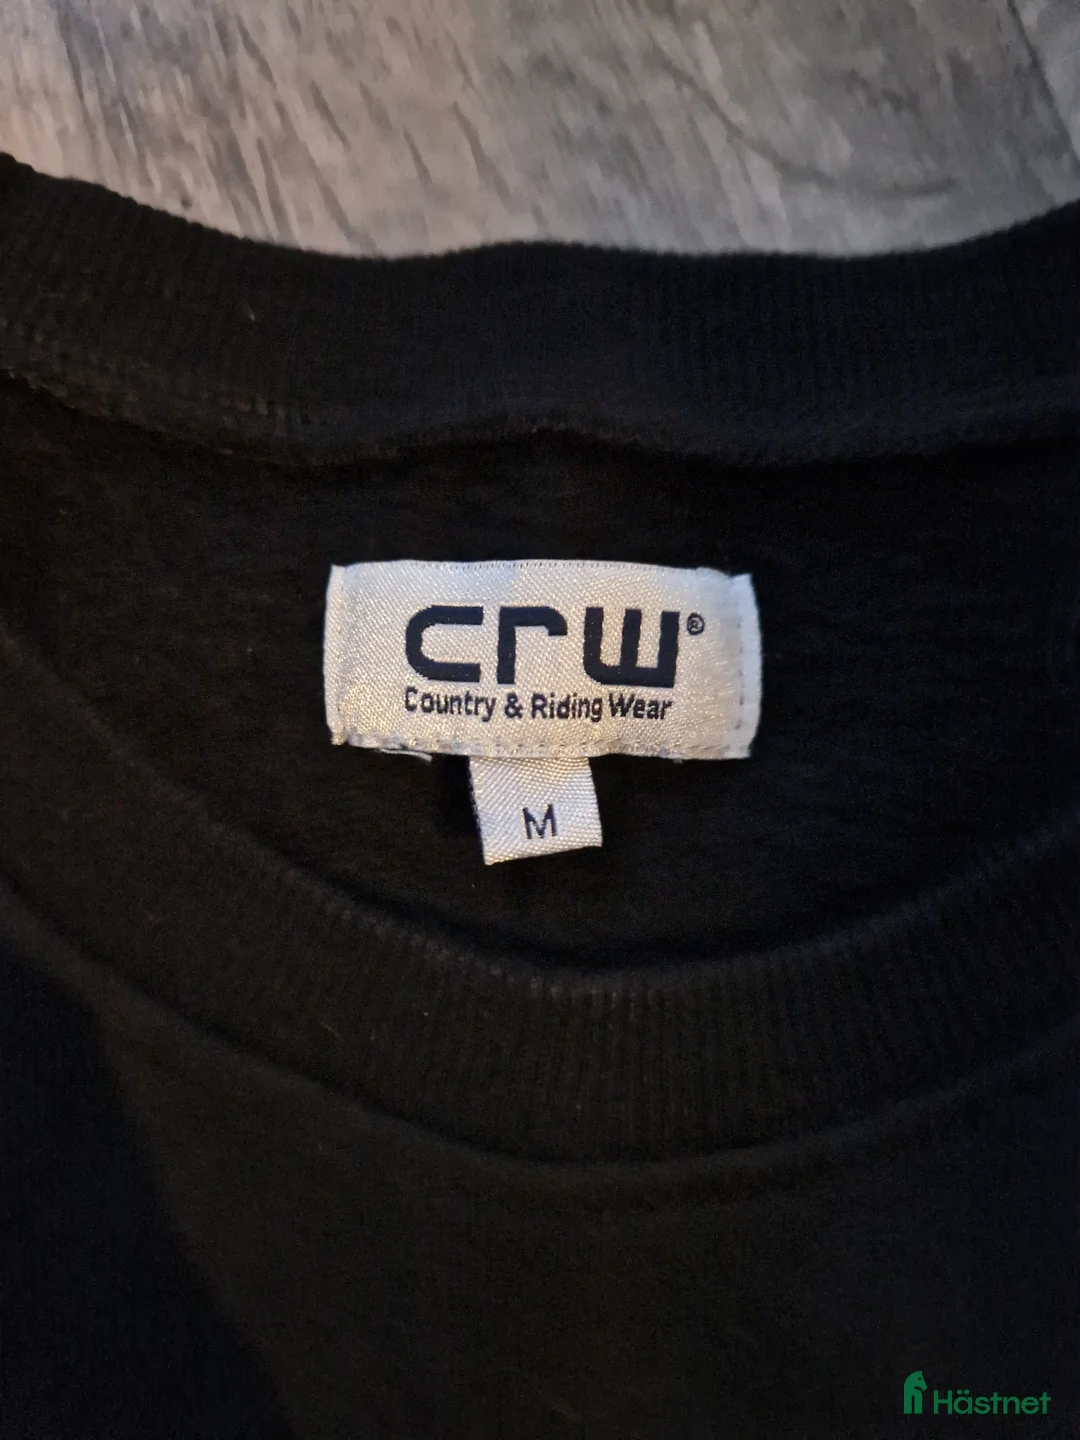 CRW®
Country & Riding Wear
M
Hästnet